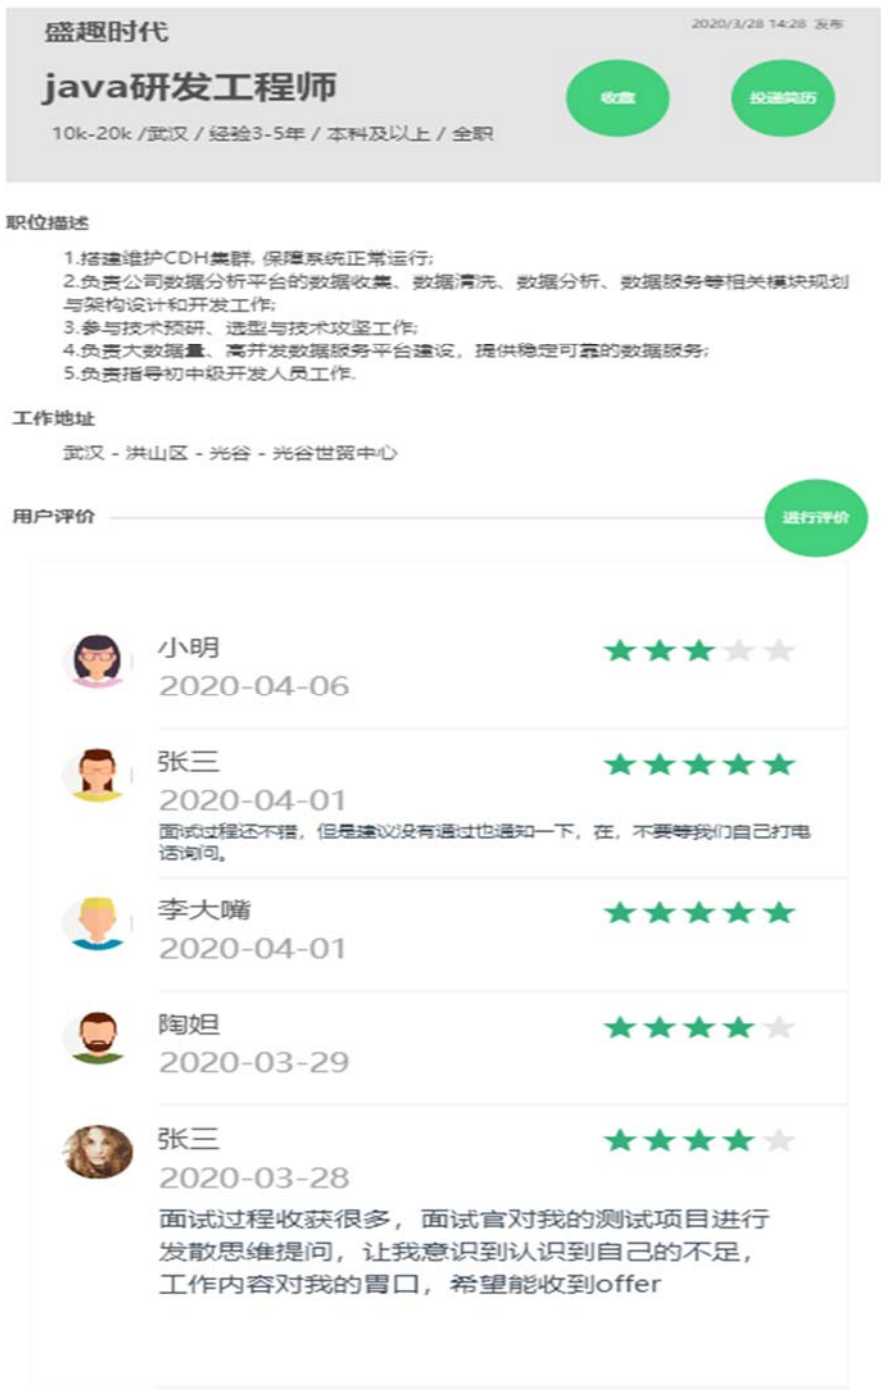 盛趣时代
2020/3/28 14:28 发布
java研发工程师
收藏
投递简历
10k-20k /武汉 / 经验3-5年 / 本科及以上 / 全职
职位描述
1.搭建维护CDH集群, 保障系统正常运行;
2.负责公司数据分析平台的数据收集、数据清洗、数据分析、数据服务等相关模块规划
与架构设计和开发工作;
3.参与技术预研、选型与技术攻坚工作;
4.负责大数据量、高并发数据服务平台建设，提供稳定可靠的数据服务;
5.负责指导初中级开发人员工作.
工作地址
武汉 - 洪山区 - 光谷 - 光谷世贸中心
用户评价
进行评价
小明
2020-04-06
张三
2020-04-01
面试过程还不错，但是建议没有通过也通知一下，在，不要等我们自己打电
话询问。
李大嘴
2020-04-01
陶妲
2020-03-29
张三
2020-03-28
面试过程收获很多，面试官对我的测试项目进行
发散思维提问，让我意识到认识到自己的不足，
工作内容对我的胃口，希望能收到offer